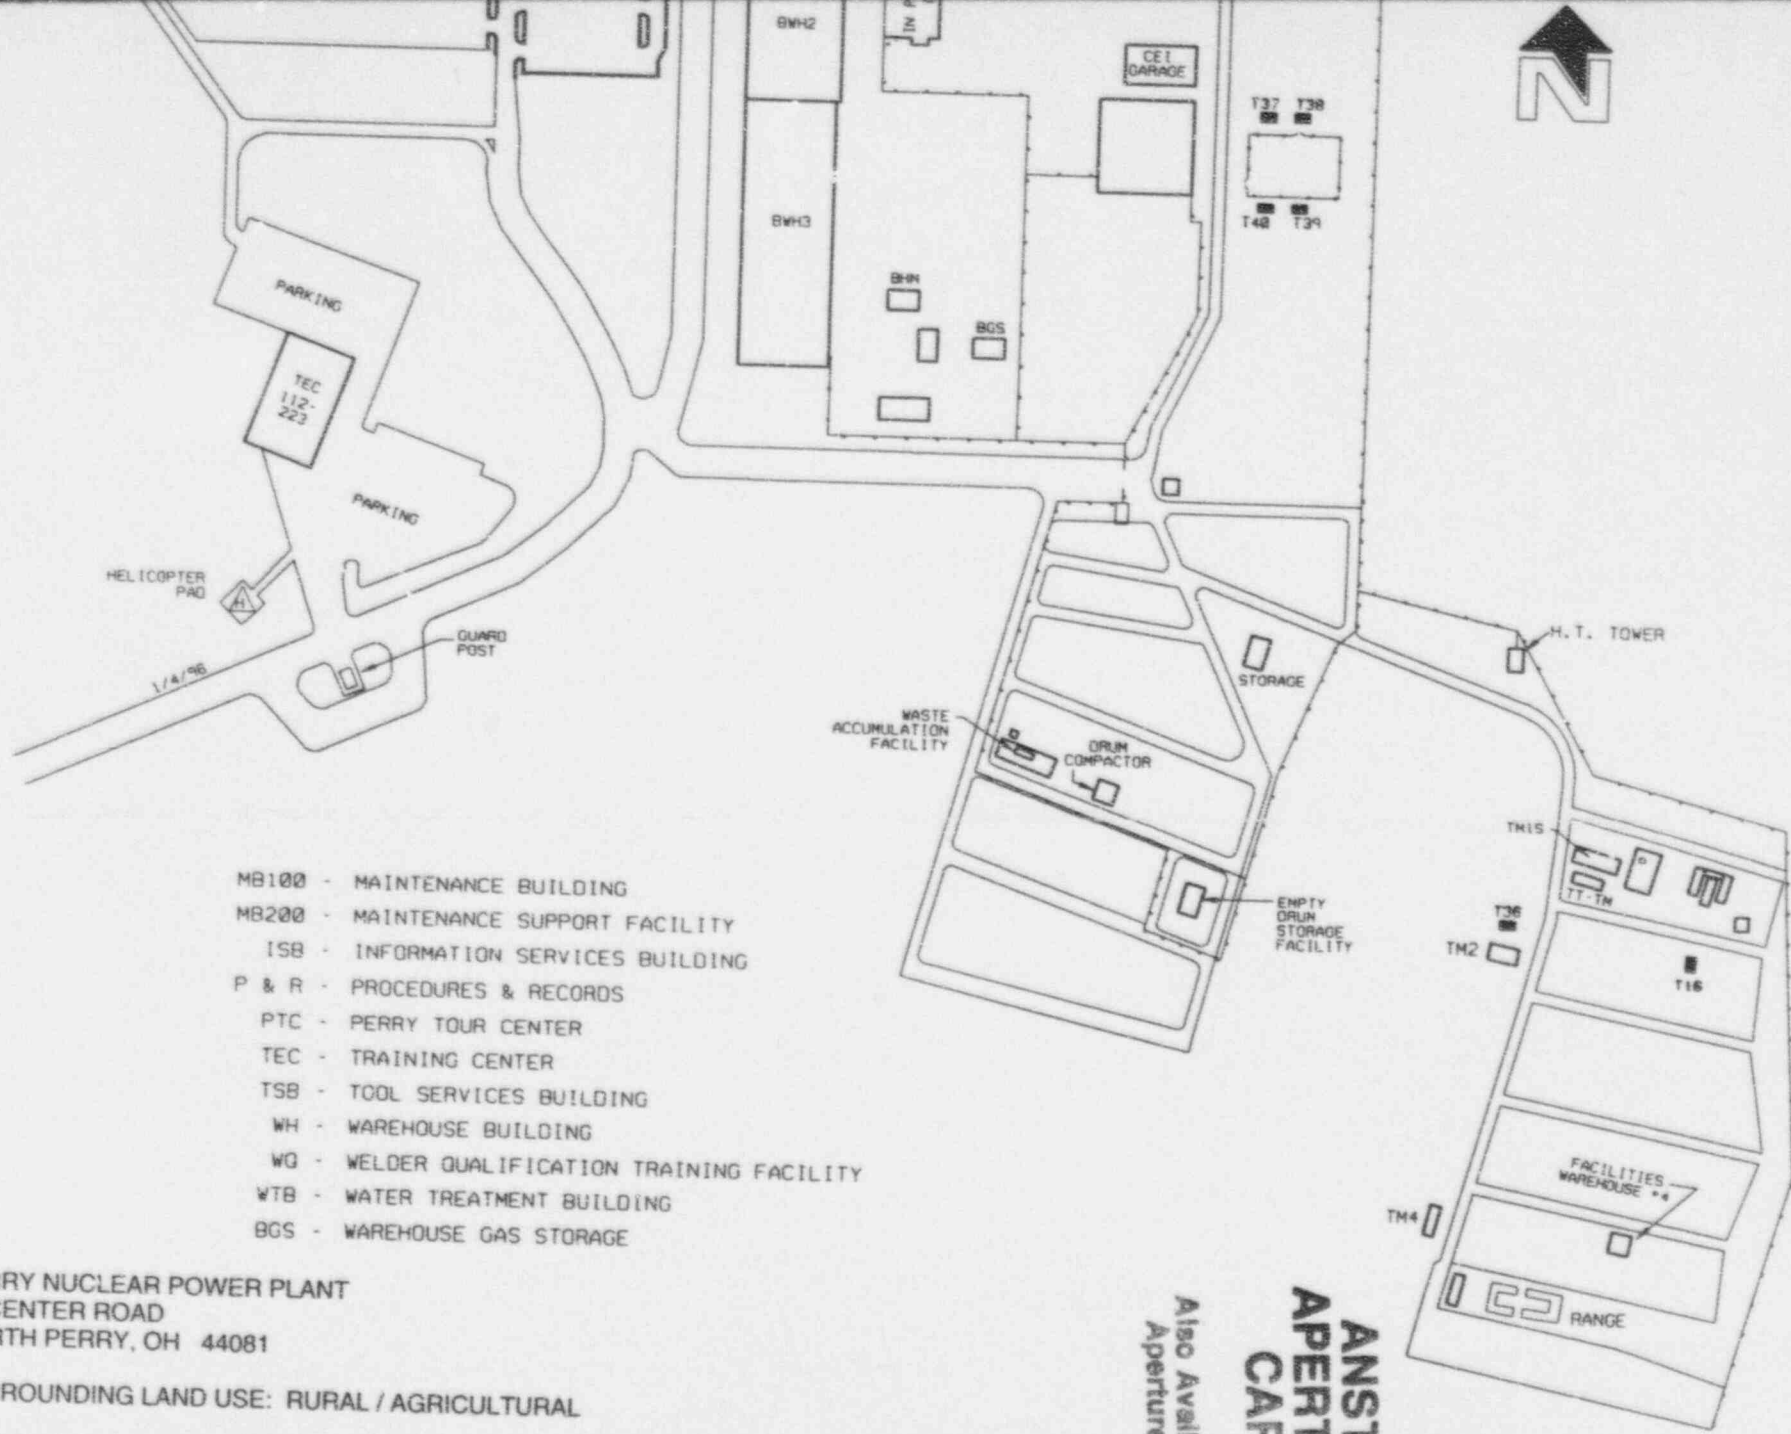 BWH2
IN P
CEI
GARAGE
N
T37 T38
T40 T39
BWH3
BHM
BGS
PARKING
TEC
112-
223
PARKING
HELICOPTER
PAD
H
GUARD
POST
1/4/96
H.T. TOWER
STORAGE
WASTE
ACCUMULATION
FACILITY
DRUM
COMPACTOR
EMPTY
DRUM
STORAGE
FACILITY
TM15
TT-TM
T36
TM2
T16
FACILITIES
WAREHOUSE #4
TM4
RANGE
MB100 - MAINTENANCE BUILDING
MB200 - MAINTENANCE SUPPORT FACILITY
ISB - INFORMATION SERVICES BUILDING
P & R - PROCEDURES & RECORDS
PTC - PERRY TOUR CENTER
TEC - TRAINING CENTER
TSB - TOOL SERVICES BUILDING
WH - WAREHOUSE BUILDING
WQ - WELDER QUALIFICATION TRAINING FACILITY
WTB - WATER TREATMENT BUILDING
BGS - WAREHOUSE GAS STORAGE
RY NUCLEAR POWER PLANT
CENTER ROAD
TH PERRY, OH 44081
ROUNDING LAND USE: RURAL / AGRICULTURAL
ANST
APERT
CAR
Also Avail
Aperture